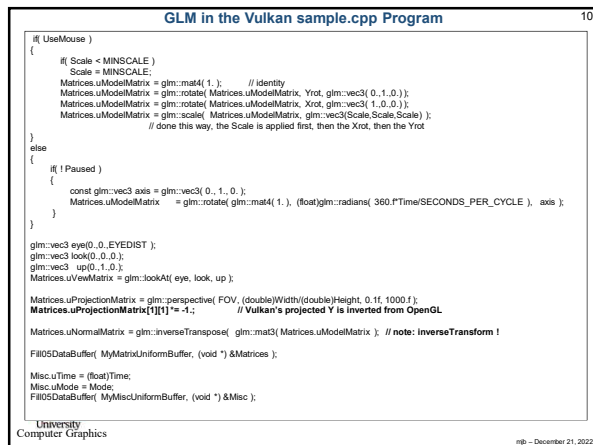 GLM in the Vulkan sample.cpp Program
10
if( UseMouse )
{
if( Scale < MINSCALE )
Scale = MINSCALE;
Matrices.uModelMatrix = glm::mat4( 1. ); // identity
Matrices.uModelMatrix = glm::rotate( Matrices.uModelMatrix, Yrot, glm::vec3( 0.,1.,0.) );
Matrices.uModelMatrix = glm::rotate( Matrices.uModelMatrix, Xrot, glm::vec3( 1.,0.,0.) );
Matrices.uModelMatrix = glm::scale( Matrices.uModelMatrix, glm::vec3(Scale,Scale,Scale) );
// done this way, the Scale is applied first, then the Xrot, then the Yrot
}
else
{
if( ! Paused )
{
const glm::vec3 axis = glm::vec3( 0., 1., 0. );
Matrices.uModelMatrix = glm::rotate( glm::mat4( 1. ), (float)glm::radians( 360.f*Time/SECONDS_PER_CYCLE ), axis );
}
}
glm::vec3 eye(0.,0.,EYEDIST );
glm::vec3 look(0.,0.,0.);
glm::vec3 up(0.,1.,0.);
Matrices.uVewMatrix = glm::lookAt( eye, look, up );
Matrices.uProjectionMatrix = glm::perspective( FOV, (double)Width/(double)Height, 0.1f, 1000.f );
Matrices.uProjectionMatrix[1][1] *= -1.; // Vulkan's projected Y is inverted from OpenGL
Matrices.uNormalMatrix = glm::inverseTranspose( glm::mat3( Matrices.uModelMatrix ); // note: inverseTransform !
Fill05DataBuffer( MyMatrixUniformBuffer, (void *) &Matrices );
Misc.uTime = (float)Time;
Misc.uMode = Mode;
Fill05DataBuffer( MyMiscUniformBuffer, (void *) &Misc );
University
Computer Graphics
mjb – December 21, 2022